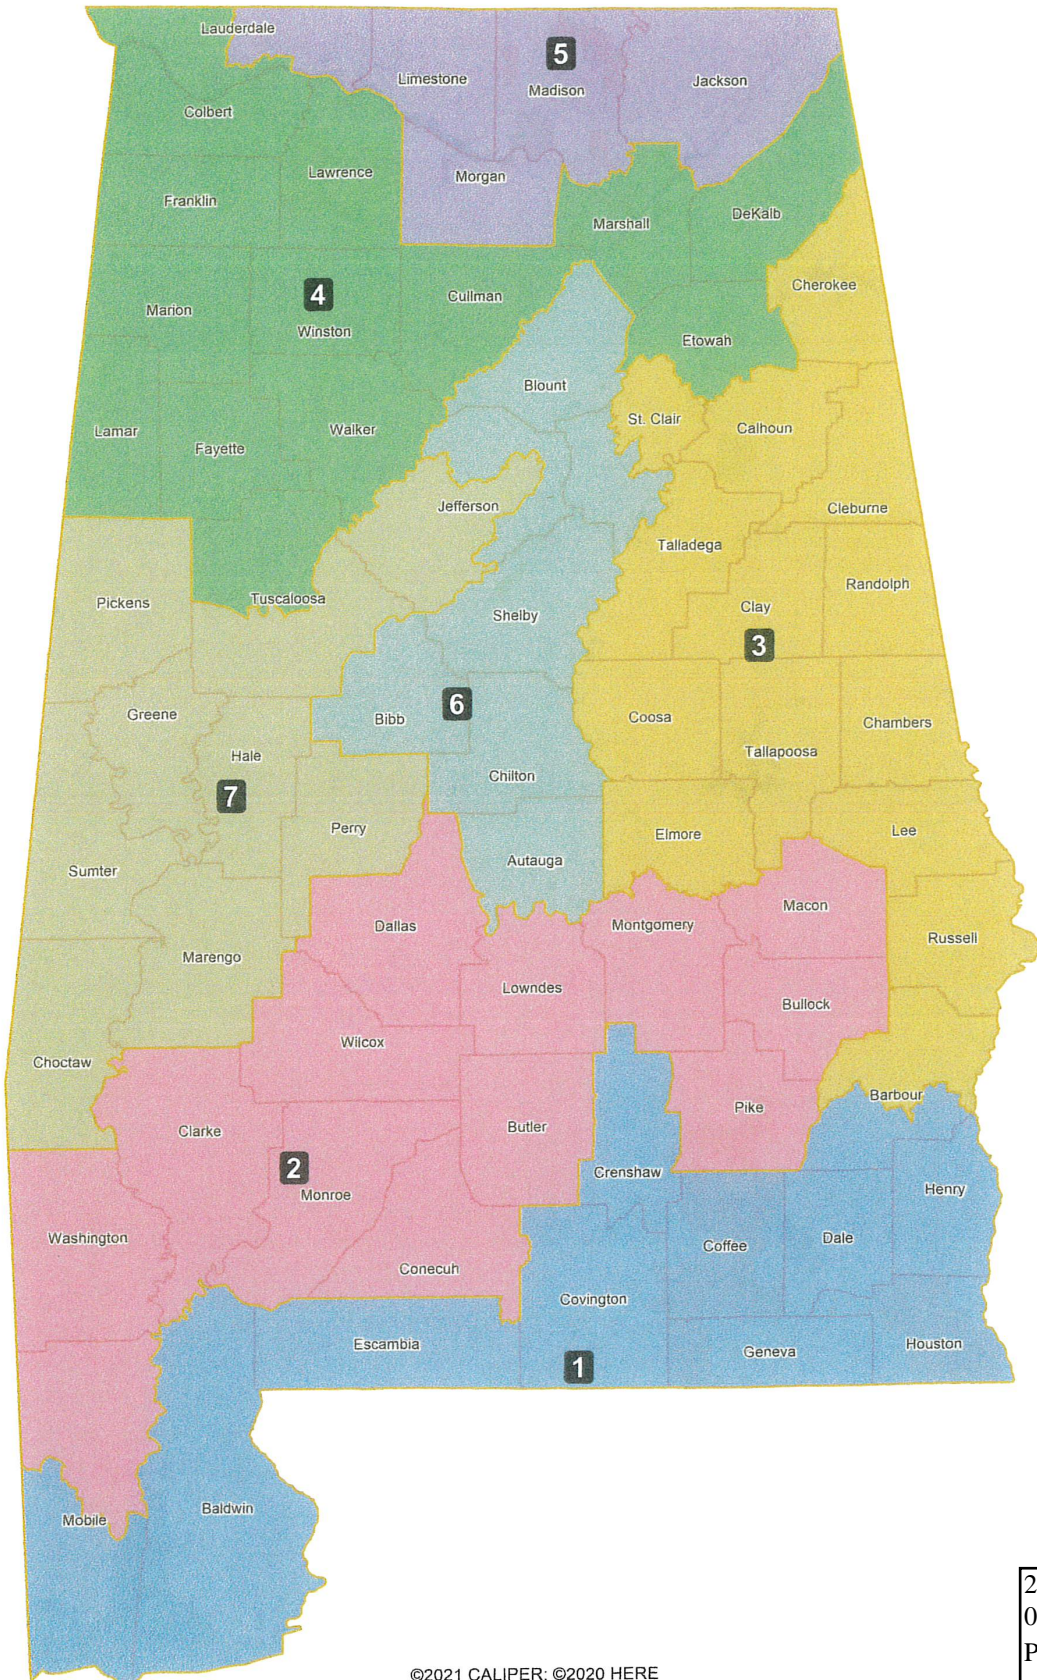 Lauderdale
5
Limestone
Madison
Jackson
Colbert
Lawrence
Morgan
Franklin
DeKalb
Marshall
Cherokee
4
Cullman
Marion
Winston
Etowah
Blount
St. Clair
Calhoun
Lamar
Walker
Fayette
Jefferson
Cleburne
Talladega
Randolph
Pickens
Tuscaloosa
Clay
Shelby
3
6
Greene
Bibb
Coosa
Chambers
Hale
Tallapoosa
Chilton
7
Perry
Elmore
Lee
Sumter
Autauga
Macon
Dallas
Montgomery
Russell
Marengo
Lowndes
Bullock
Wilcox
Choctaw
Barbour
Pike
Clarke
Butler
2
Crenshaw
Monroe
Henry
Washington
Coffee
Dale
Conecuh
Covington
Escambia
Houston
Geneva
1
Baldwin
Mobile
2
0
P
©2021 CALIPER; ©2020 HERE